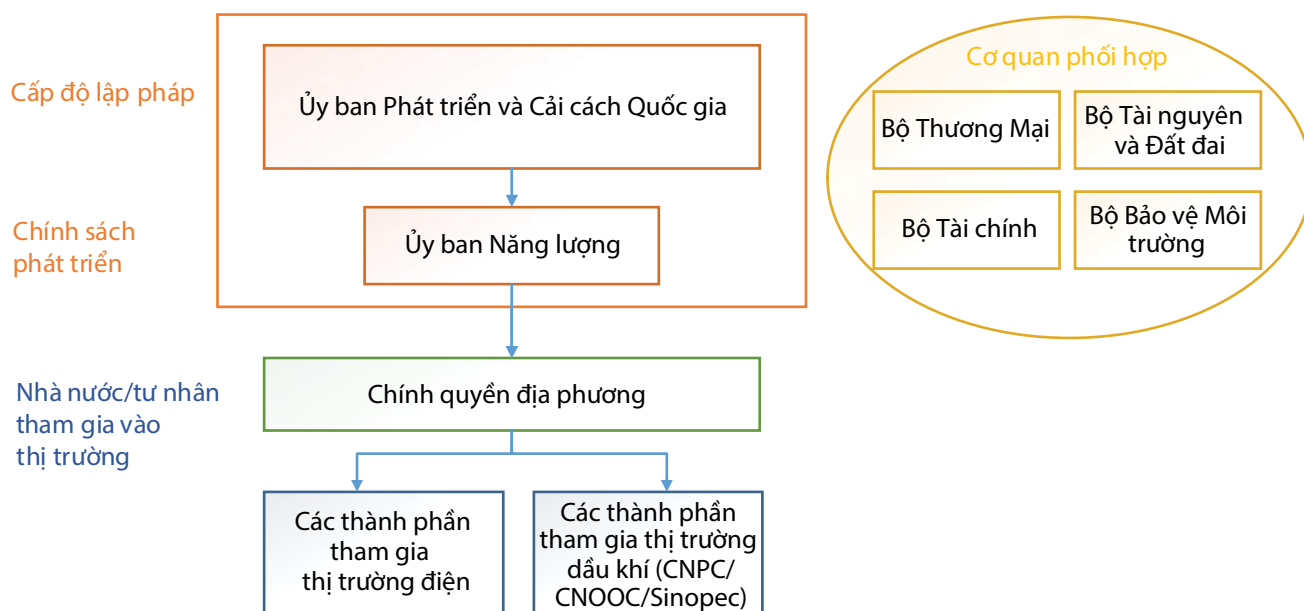 Cấp độ lập pháp
Ủy ban Phát triển và Cải cách Quốc gia
Chính sách
phát triển
Ủy ban Năng lượng
Nhà nước/tư nhân
tham gia vào
thị trường
Chính quyền địa phương
Các thành phần
tham gia
thị trường điện
Các thành phần
tham gia thị trường
dầu khí (CNPC/
CNOOC/Sinopec)
Cơ quan phối hợp
Bộ Thương Mại
Bộ Tài nguyên
và Đất đai
Bộ Tài chính
Bộ Bảo vệ Môi
trường